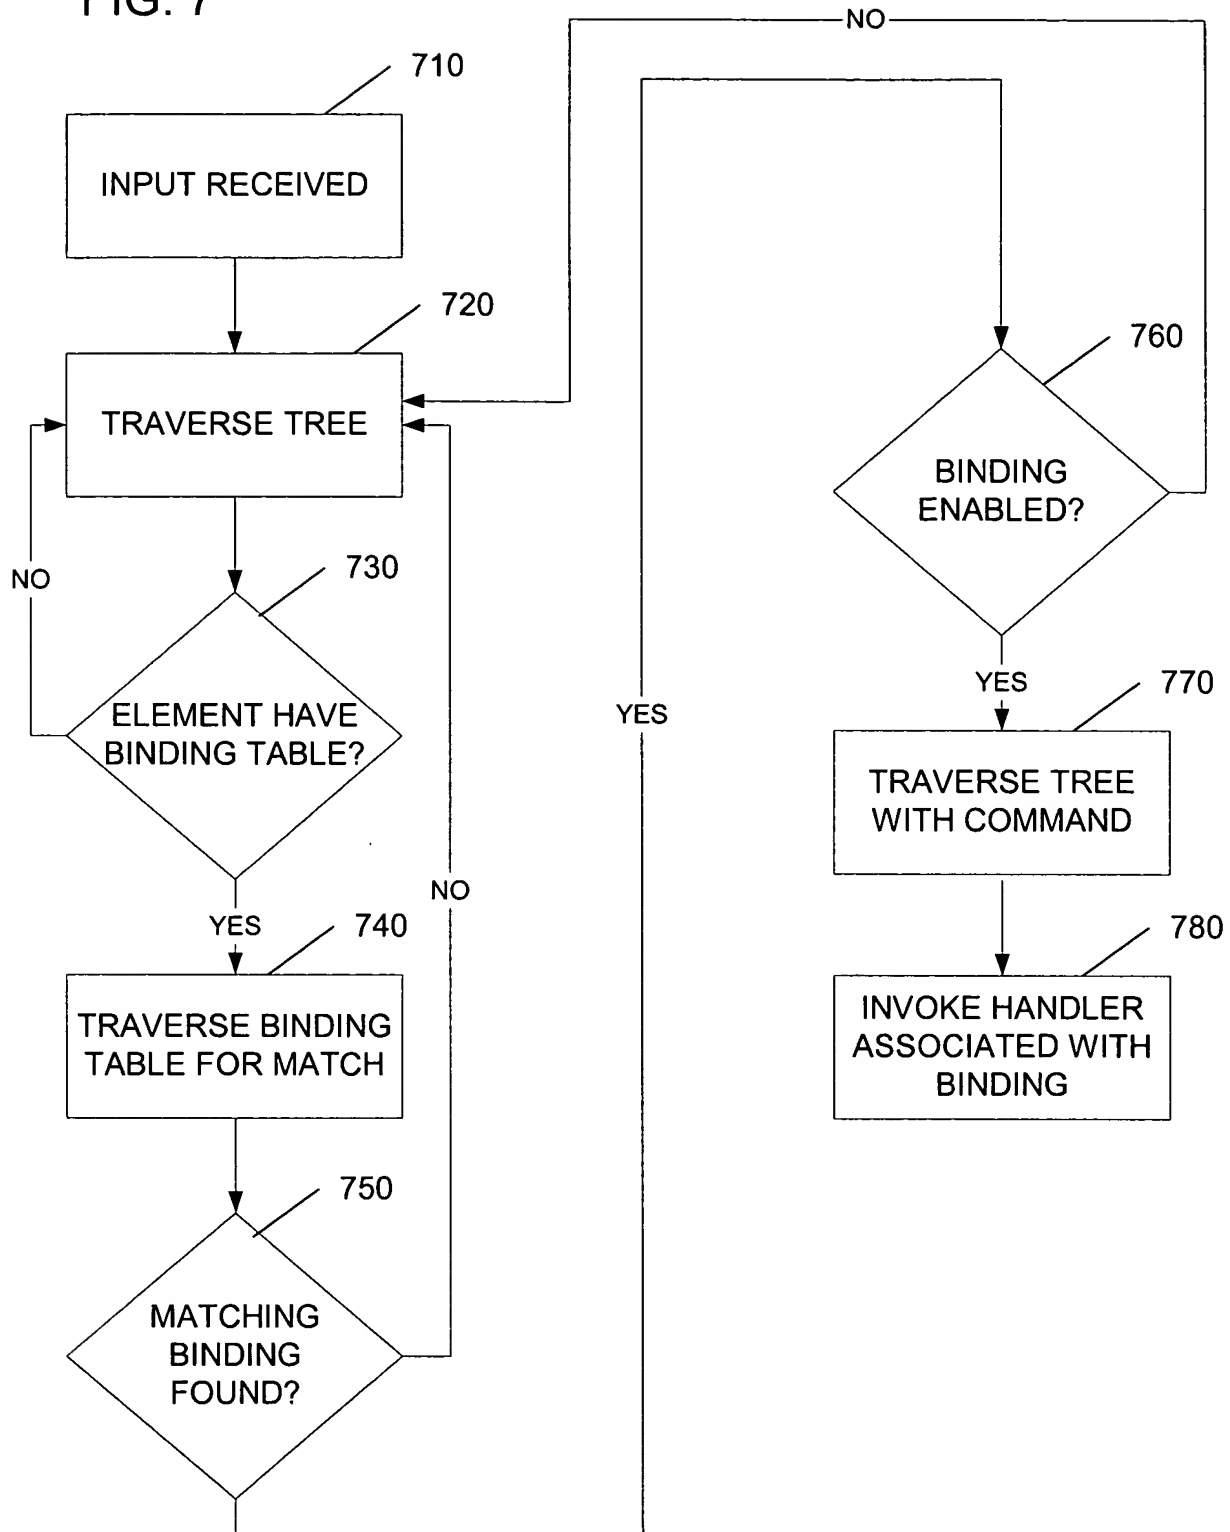 FIG. 7
NO
710
INPUT RECEIVED
720
TRAVERSE TREE
NO
730
ELEMENT HAVE
BINDING TABLE?
NO
YES
740
TRAVERSE BINDING
TABLE FOR MATCH
750
MATCHING
BINDING
FOUND?
YES
760
BINDING
ENABLED?
YES
770
TRAVERSE TREE
WITH COMMAND
780
INVOKE HANDLER
ASSOCIATED WITH
BINDING